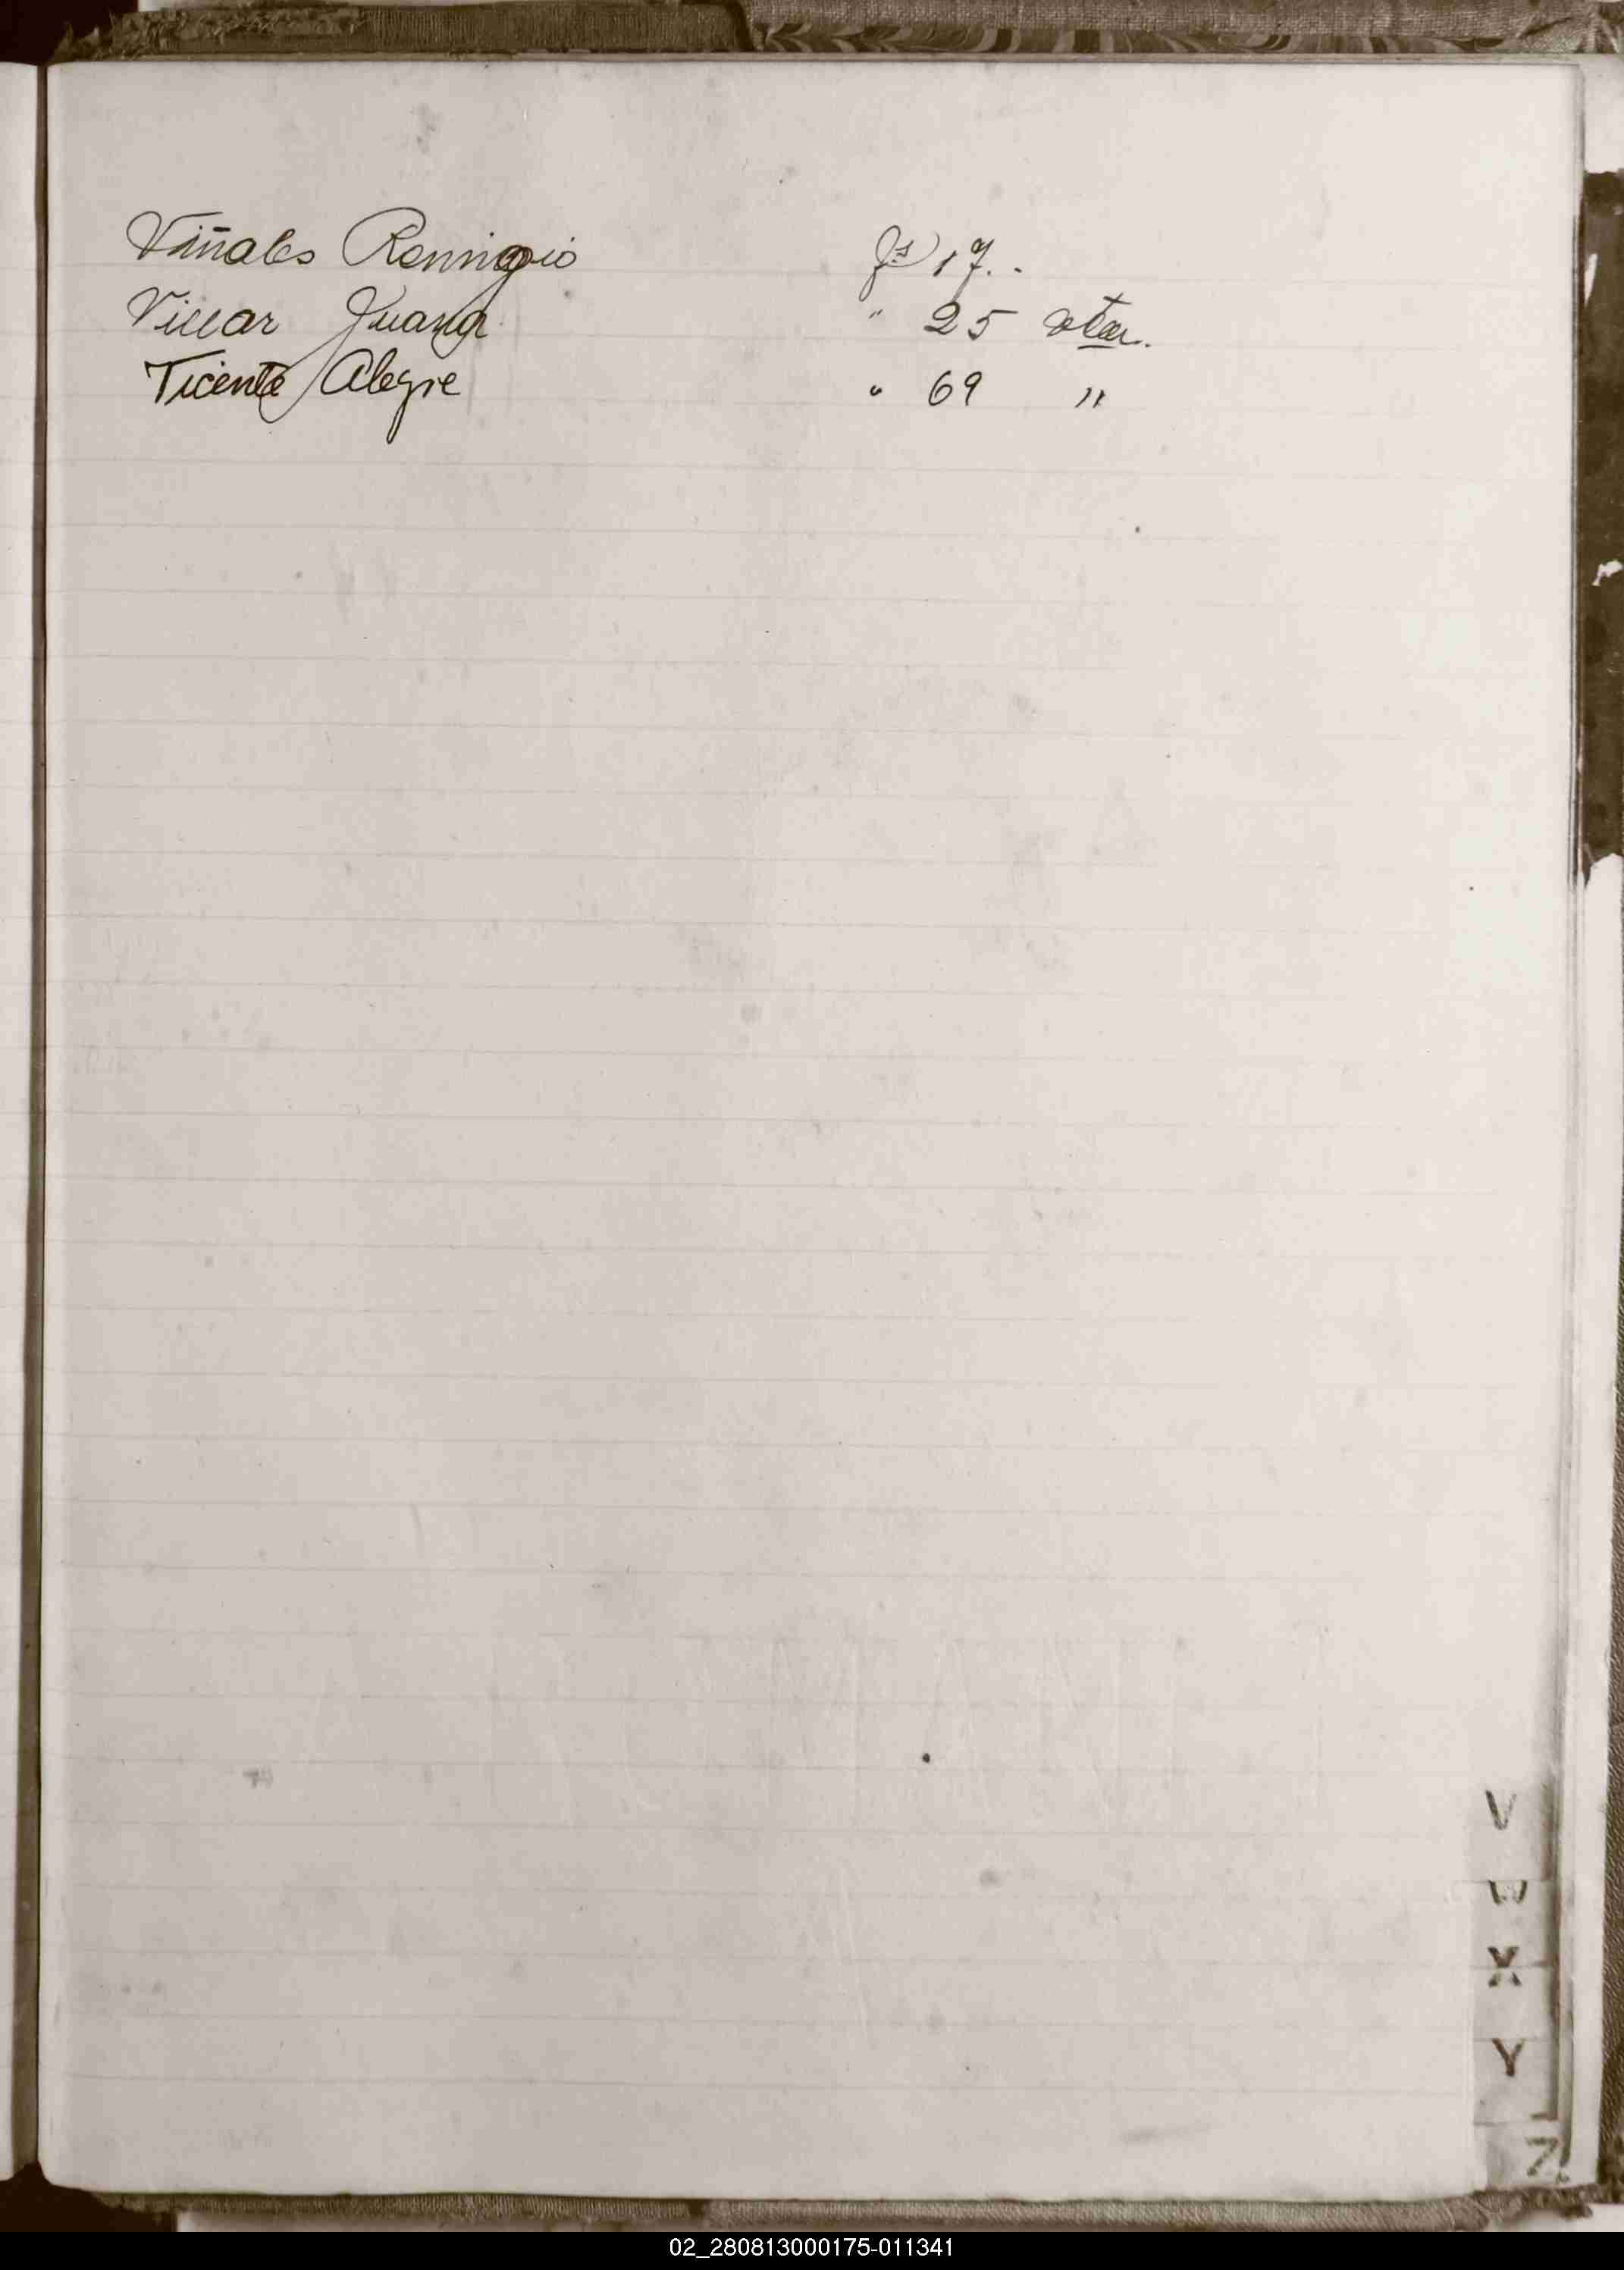 Viñales Remigio fs 17.
Villar Juana " 25 vta.
Vicente Alegre " 69 "
V
W
X
Y
Z
02_280813000175-011341